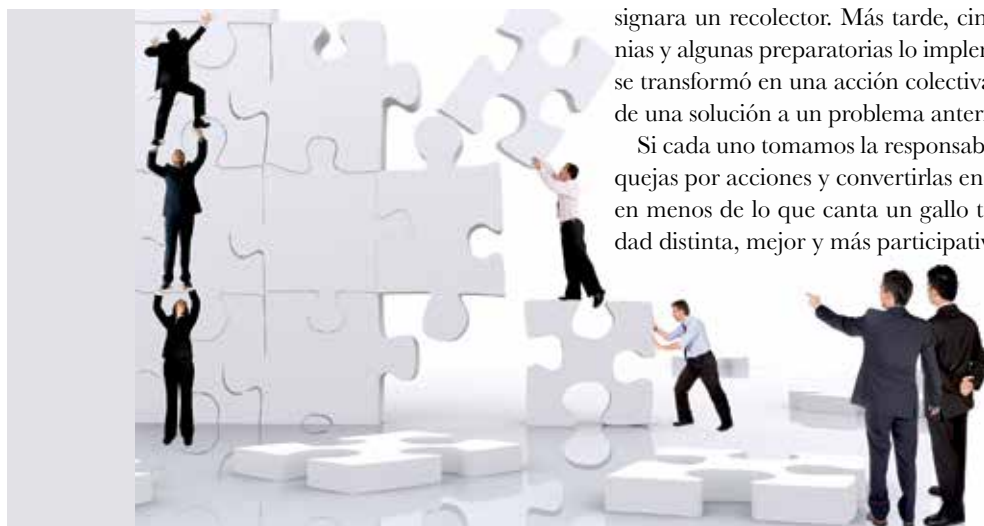 signara un recolector. Más tarde, cin
nias y algunas preparatorias lo impler
se transformó en una acción colectiva
de una solución a un problema anter
Si cada uno tomamos la responsab
quejas por acciones y convertirlas en
en menos de lo que canta un gallo t
dad distinta, mejor y más participativ